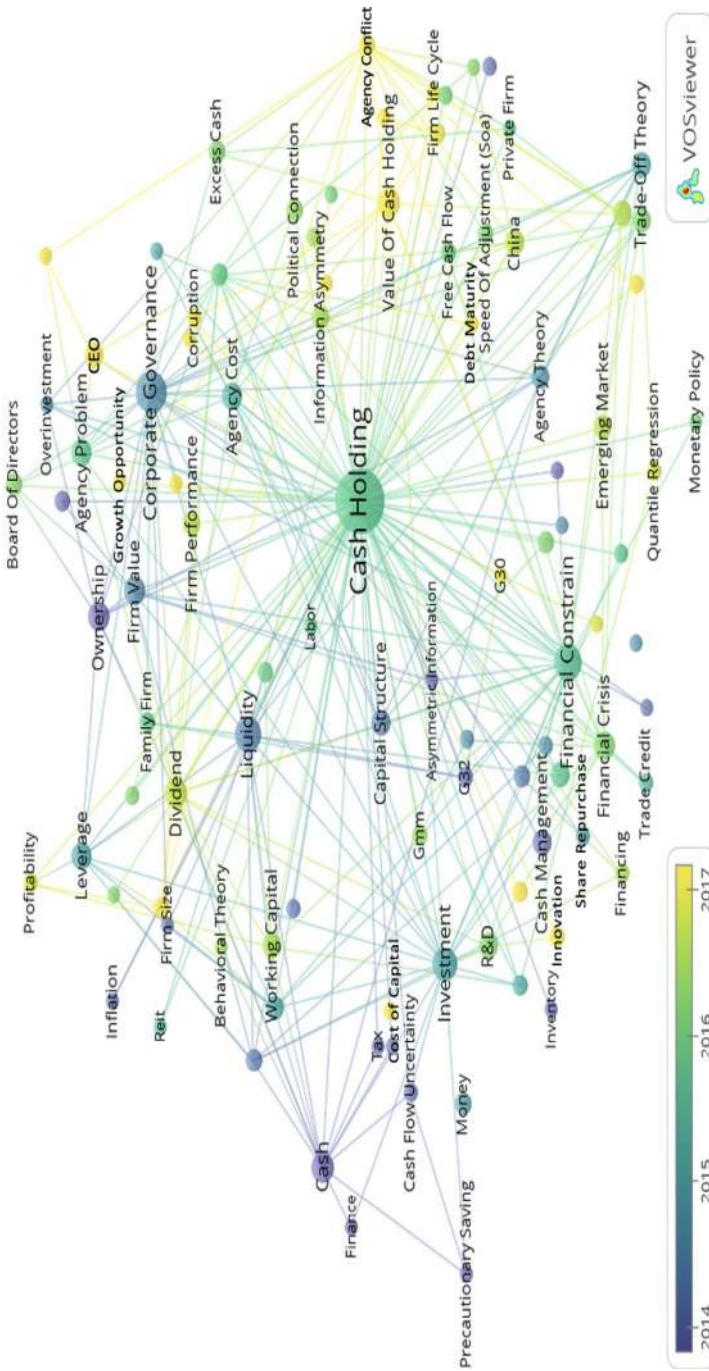 Board Of Directors
Profitability
Overinvestment
CEO
Agency Problem
Growth Opportunity
Corporate Governance
Corruption
Ownership
Firm Value
Firm Performance
Agency Cost
Excess Cash
Political Connection
Information Asymmetry
Agency Conflict
Value Of Cash Holding
Firm Life Cycle
Private Firm
Free Cash Flow
Speed Of Adjustment (Soa)
Debt Maturity
China
Trade-Off Theory
Agency Theory
Emerging Market
Quantile Regression
Monetary Policy
Cash Holding
Labor
G30
Leverage
Family Firm
Dividend
Liquidity
Capital Structure
Asymmetric Information
G32
Financial Constrain
Financial Crisis
Trade Credit
Inflation
Firm Size
Reit
Behavioral Theory
Working Capital
Gmm
Cash Management
Share Repurchase
Financing
R&D
Innovation
Inventory
Investment
Tax
Cost of Capital
Cash Flow Uncertainty
Money
Cash
Finance
Precautionary Saving
2014
2015
2016
2017
VOSviewer